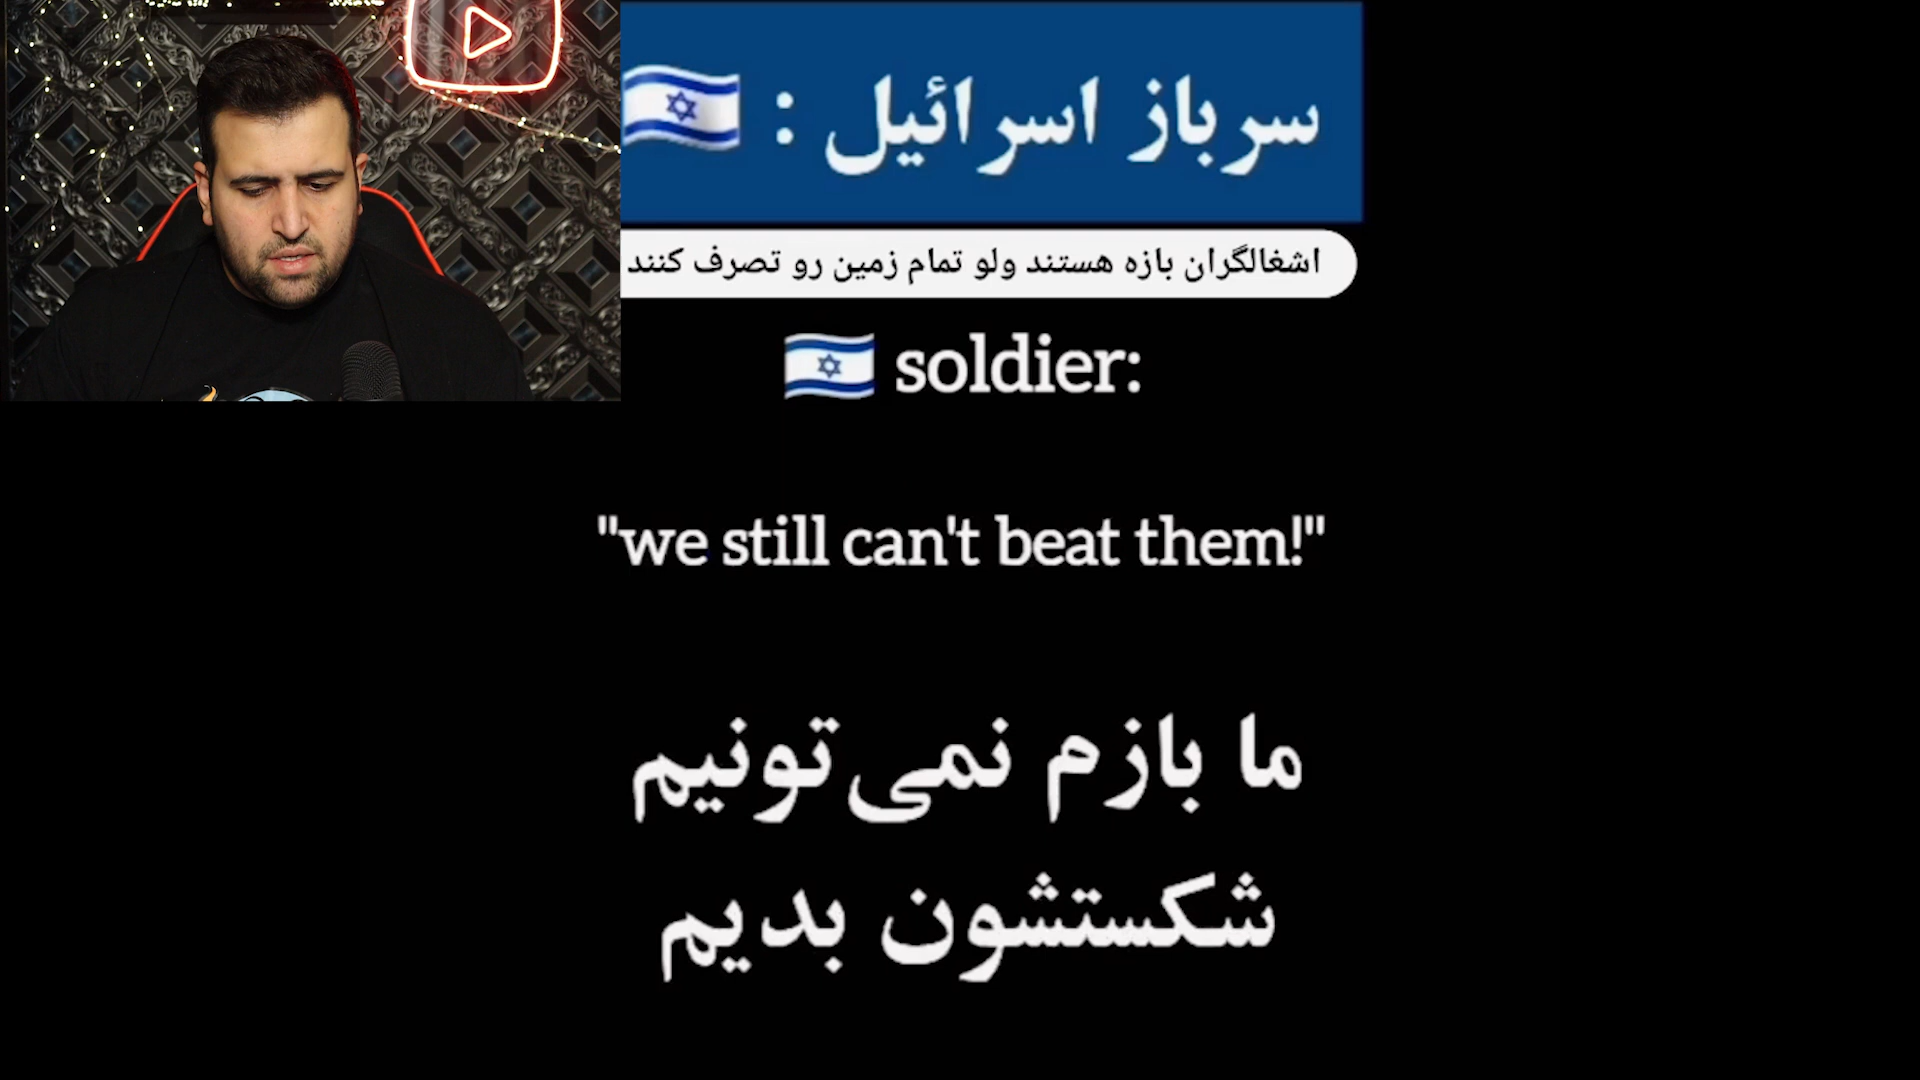 سرباز اسرائیل : 🇮🇱
اشغالگران بازه هستند ولو تمام زمین رو تصرف کنند
🇮🇱 soldier:
"we still can't beat them!"
ما بازم نمی‌تونیم
شکستشون بدیم